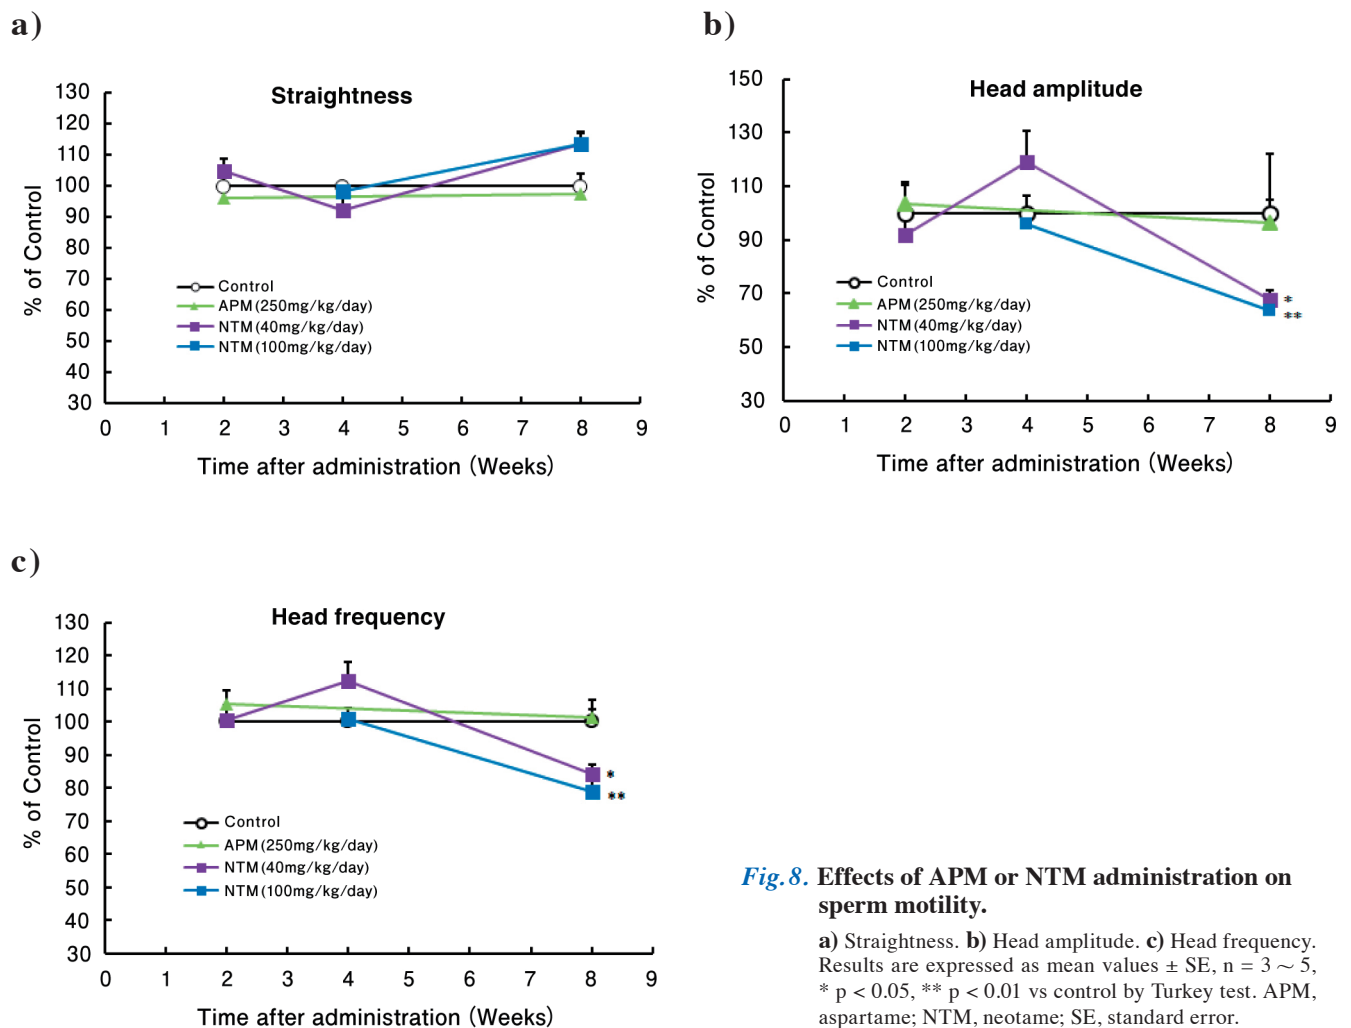 a)
Straightness
130
120
110
100
90
80
70
60
50
40
30
% of Control
Control
APM(250mg/kg/day)
NTM(40mg/kg/day)
NTM(100mg/kg/day)
0 1 2 3 4 5 6 7 8 9
Time after administration (Weeks)
b)
Head amplitude
150
130
110
90
70
50
30
% of Control
Control
APM(250mg/kg/day)
NTM(40mg/kg/day)
NTM(100mg/kg/day)
*
**
0 1 2 3 4 5 6 7 8 9
Time after administration (Weeks)
c)
Head frequency
130
120
110
100
90
80
70
60
50
40
30
% of Control
*
**
Control
APM(250mg/kg/day)
NTM(40mg/kg/day)
NTM(100mg/kg/day)
0 1 2 3 4 5 6 7 8 9
Time after administration (Weeks)
Fig.8. Effects of APM or NTM administration on
sperm motility.
a) Straightness. b) Head amplitude. c) Head frequency.
Results are expressed as mean values ± SE, n = 3 ~ 5,
* p < 0.05, ** p < 0.01 vs control by Turkey test. APM,
aspartame; NTM, neotame; SE, standard error.